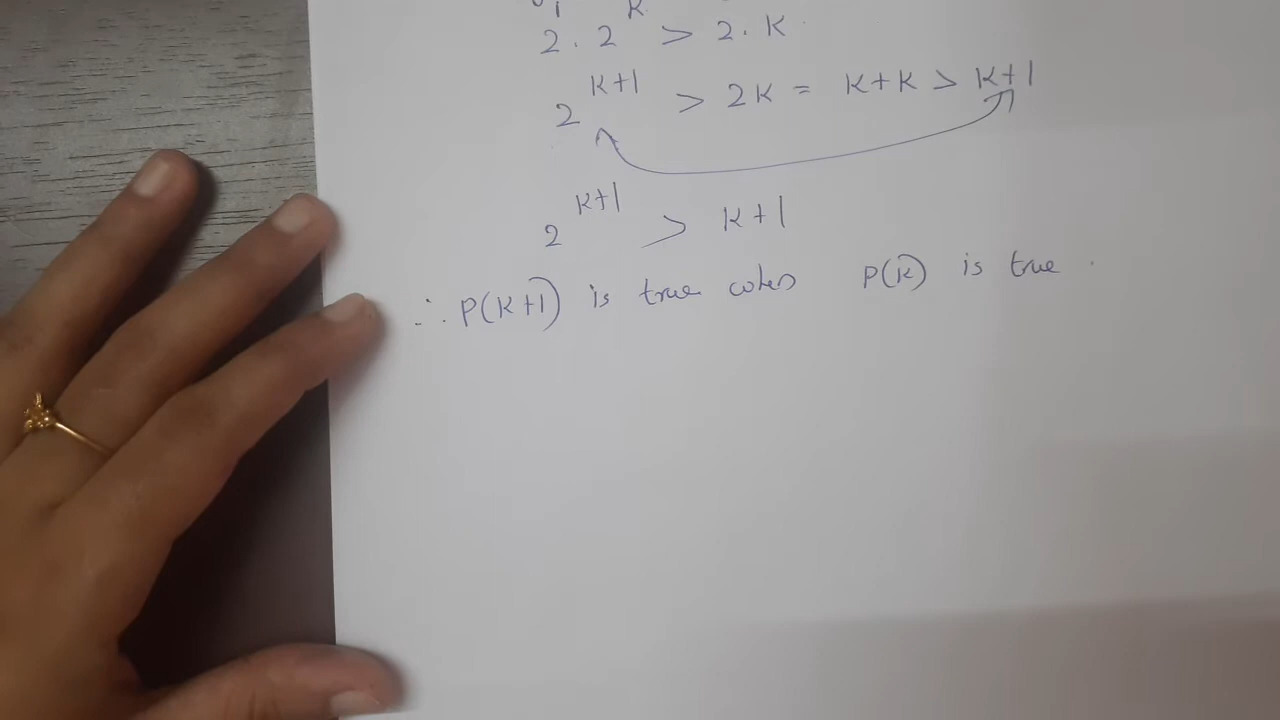 2 . 2^k > 2 . k
2^(k+1) > 2k = k+k > k+1
2^(k+1) > k+1
∴ P(k+1) is true when P(k) is true .